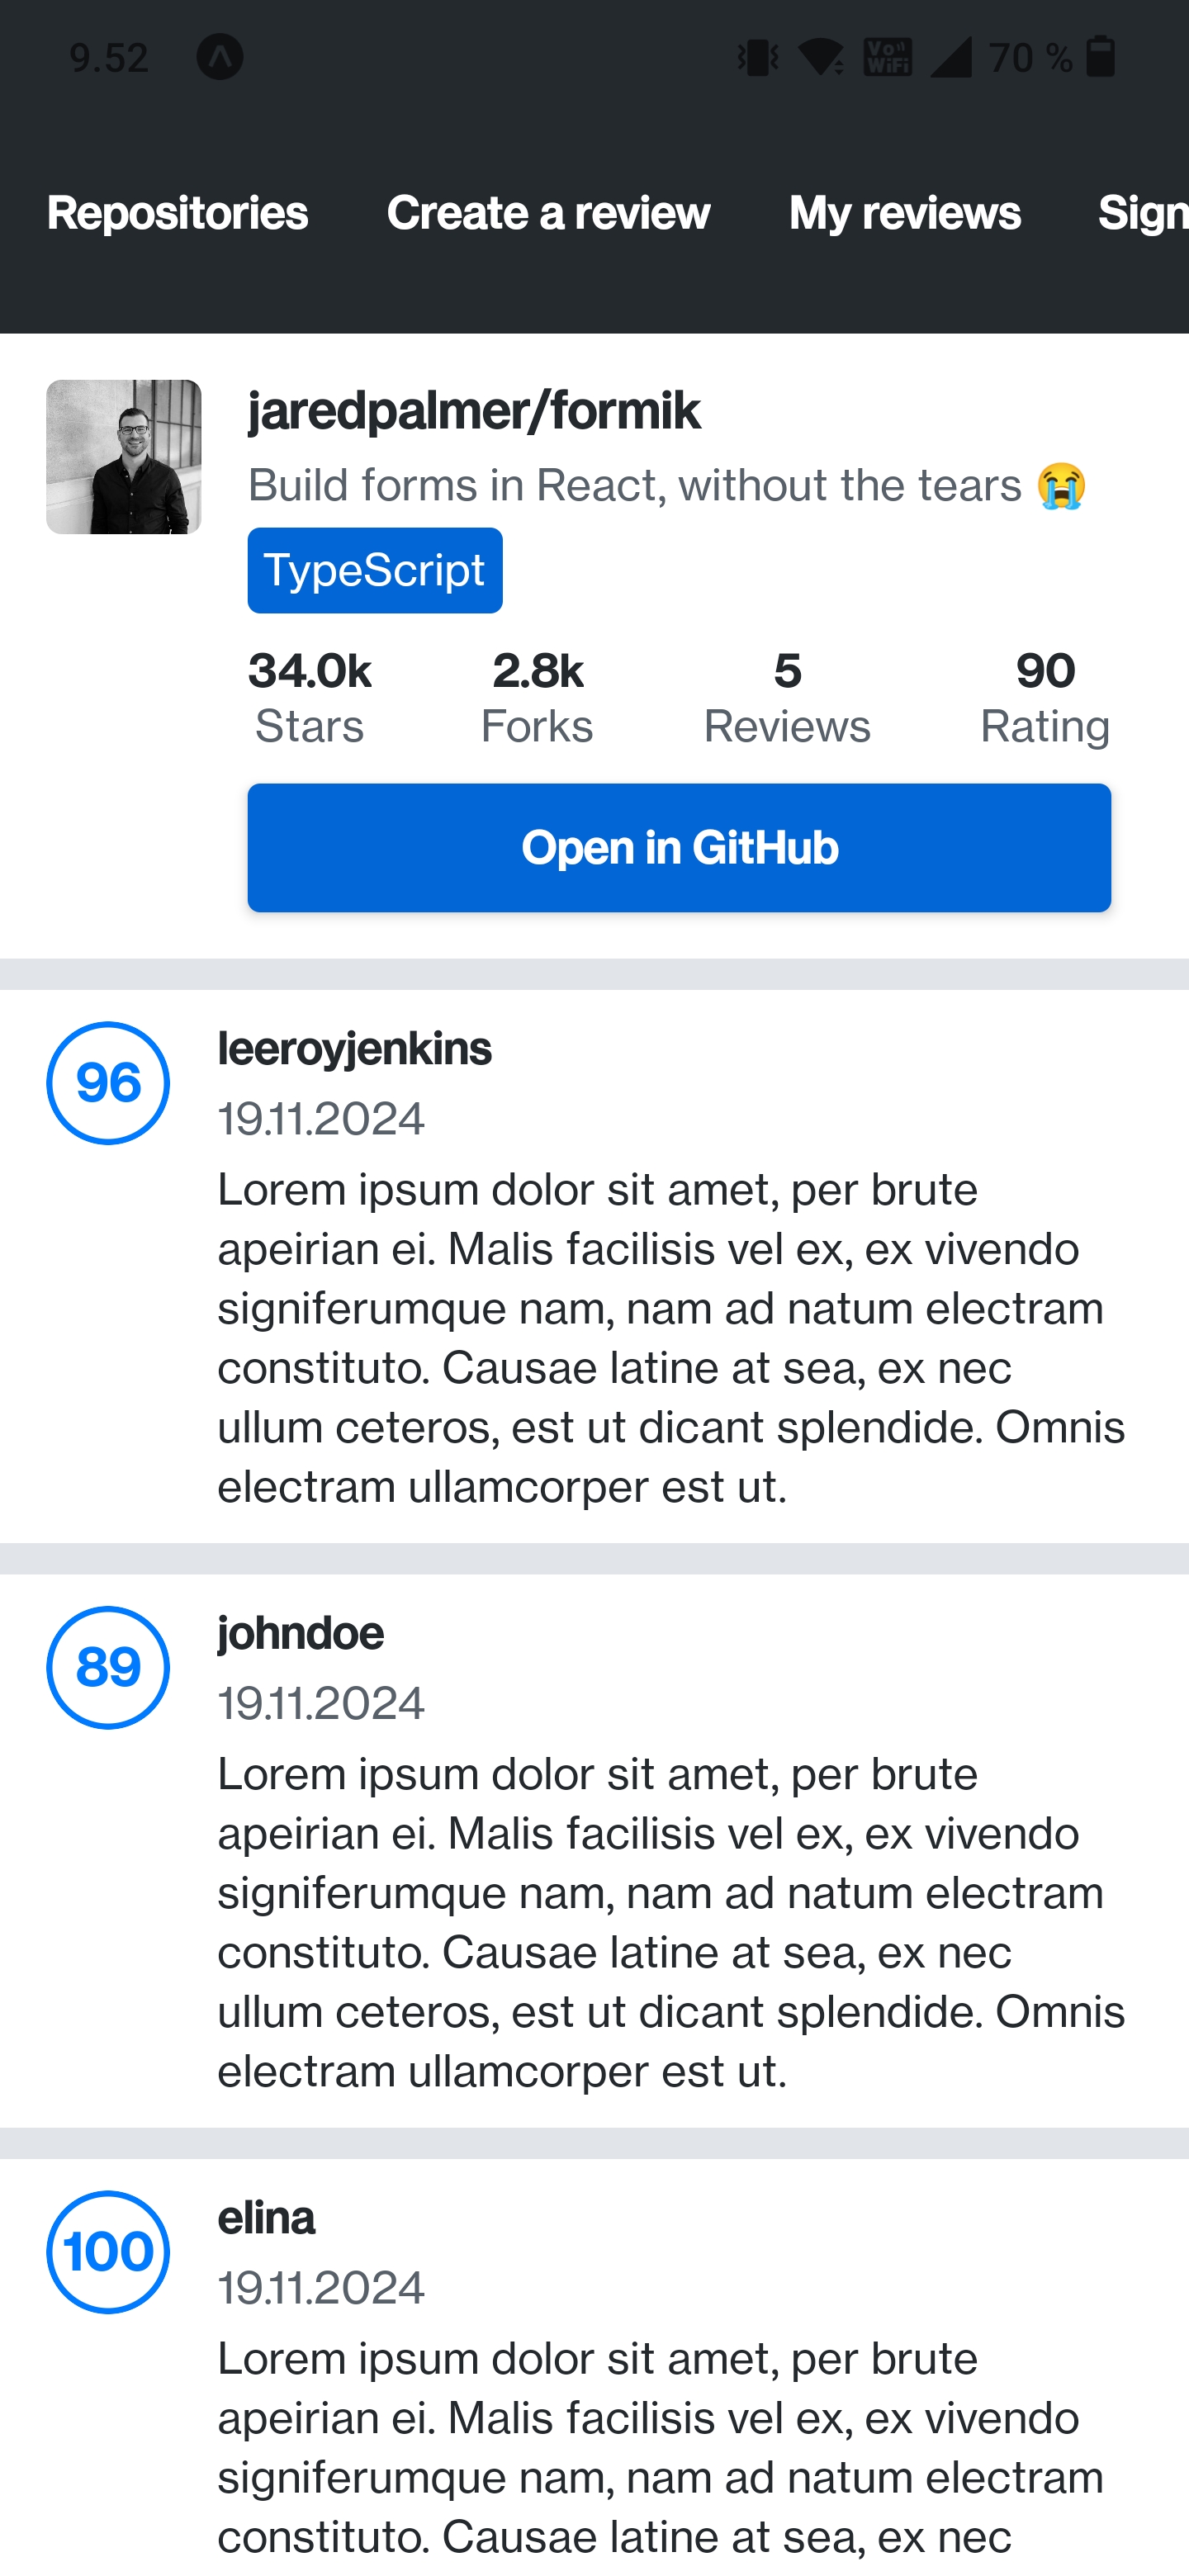 9.52 70 %
Repositories Create a review My reviews Sign
jaredpalmer/formik
Build forms in React, without the tears 😭
TypeScript
34.0k 2.8k 5 90
Stars Forks Reviews Rating
Open in GitHub
96 leeroyjenkins
19.11.2024
Lorem ipsum dolor sit amet, per brute
apeirian ei. Malis facilisis vel ex, ex vivendo
signiferumque nam, nam ad natum electram
constituto. Causae latine at sea, ex nec
ullum ceteros, est ut dicant splendide. Omnis
electram ullamcorper est ut.
89 johndoe
19.11.2024
Lorem ipsum dolor sit amet, per brute
apeirian ei. Malis facilisis vel ex, ex vivendo
signiferumque nam, nam ad natum electram
constituto. Causae latine at sea, ex nec
ullum ceteros, est ut dicant splendide. Omnis
electram ullamcorper est ut.
100 elina
19.11.2024
Lorem ipsum dolor sit amet, per brute
apeirian ei. Malis facilisis vel ex, ex vivendo
signiferumque nam, nam ad natum electram
constituto. Causae latine at sea, ex nec